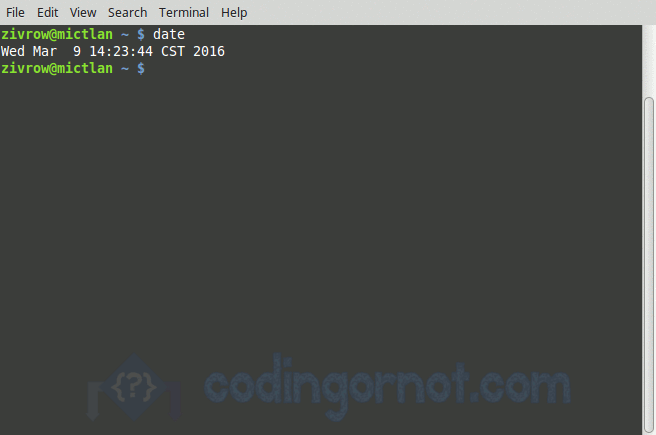 File Edit View Search Terminal Help
zivrow@mictlan ~ $ date
Wed Mar  9 14:23:44 CST 2016
zivrow@mictlan ~ $
{?}
codingornot.com